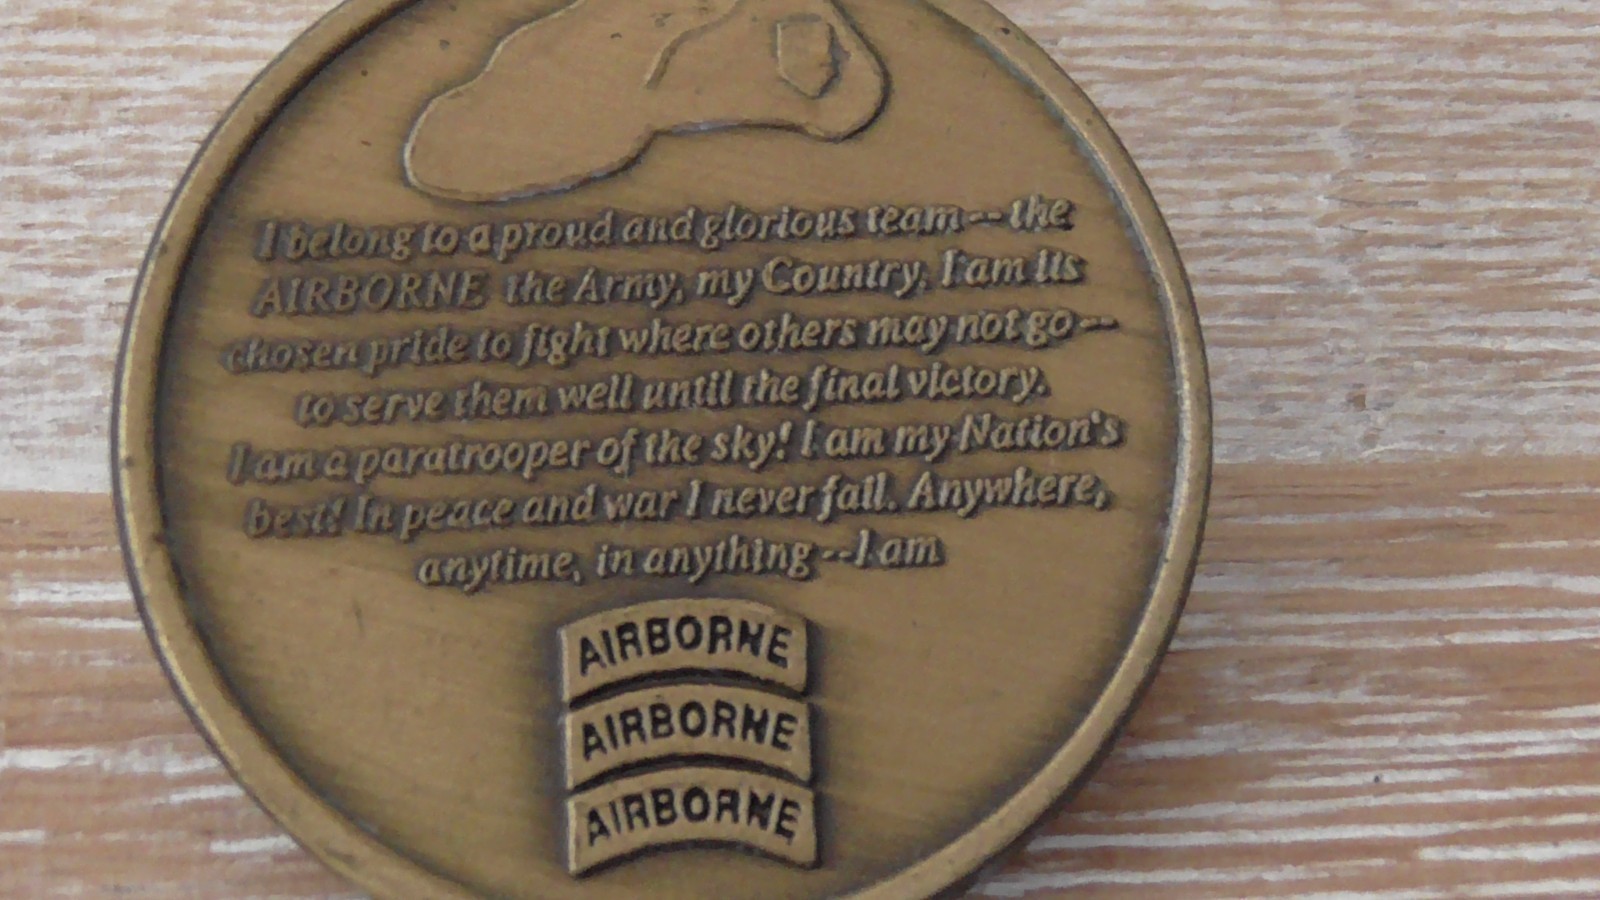 I belong to a proud and glorious team -- the
AIRBORNE the Army, my Country, I am its
chosen pride to fight where others may not go --
to serve them well until the final victory.
I am a paratrooper of the sky! I am my Nation's
best! In peace and war I never fail. Anywhere,
anytime, in anything --I am
AIRBORNE
AIRBORNE
AIRBORNE